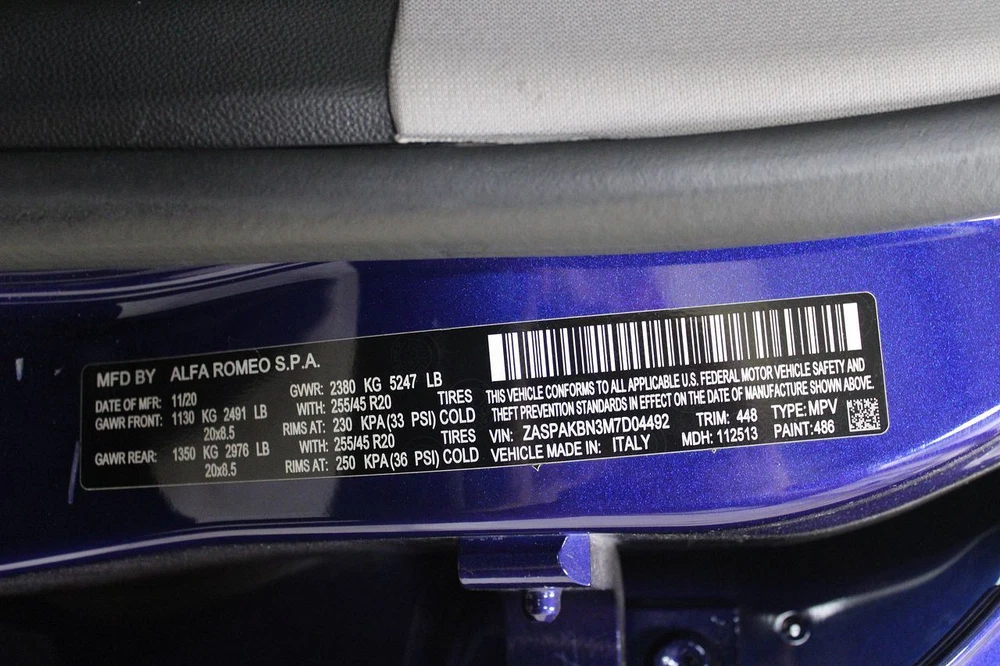 MFD BY ALFA ROMEO S.P.A.
DATE OF MFR: 11/20 GVWR: 2380 KG 5247 LB
GAWR FRONT: 1130 KG 2491 LB WITH: 255/45 R20 TIRES
20x8.5 RIMS AT: 230 KPA(33 PSI) COLD
GAWR REAR: 1350 KG 2976 LB WITH: 255/45 R20 TIRES
20x8.5 RIMS AT: 250 KPA(36 PSI) COLD
THIS VEHICLE CONFORMS TO ALL APPLICABLE U.S. FEDERAL MOTOR VEHICLE SAFETY AND
THEFT PREVENTION STANDARDS IN EFFECT ON THE DATE OF MANUFACTURE SHOWN ABOVE.
VIN: ZASPAKBN3M7D04492 TRIM: 448 TYPE: MPV
VEHICLE MADE IN: ITALY MDH: 112513 PAINT:486